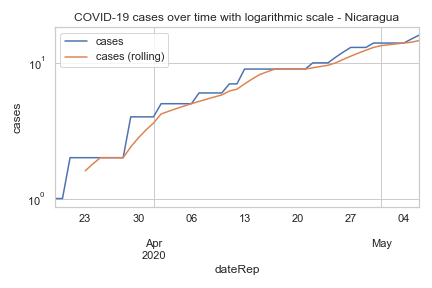 COVID-19 cases over time with logarithmic scale - Nicaragua
cases
cases (rolling)
10¹
cases
10⁰
23 30 06 13 20 27 04
Apr May
2020
dateRep